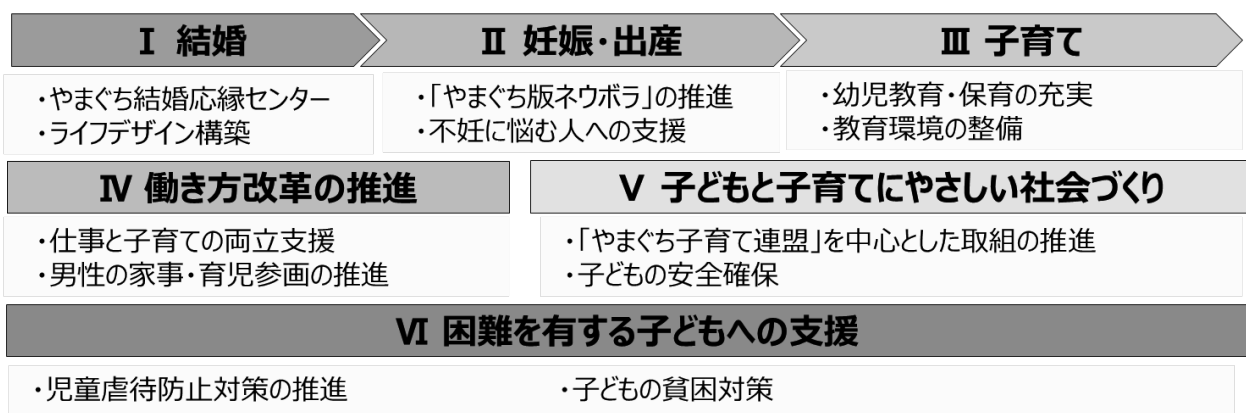 Ⅰ 結婚
Ⅱ 妊娠・出産
Ⅲ 子育て
・やまぐち結婚応縁センター
・ライフデザイン構築
・「やまぐち版ネウボラ」の推進
・不妊に悩む人への支援
・幼児教育・保育の充実
・教育環境の整備
Ⅳ 働き方改革の推進
Ⅴ 子どもと子育てにやさしい社会づくり
・仕事と子育ての両立支援
・男性の家事・育児参画の推進
・「やまぐち子育て連盟」を中心とした取組の推進
・子どもの安全確保
Ⅵ 困難を有する子どもへの支援
・児童虐待防止対策の推進
・子どもの貧困対策